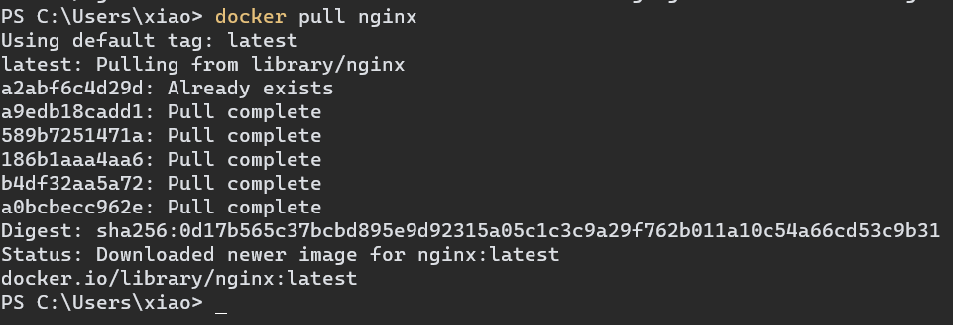 PS C:\Users\xiao> docker pull nginx
Using default tag: latest
latest: Pulling from library/nginx
a2abf6c4d29d: Already exists
a9edb18cadd1: Pull complete
589b7251471a: Pull complete
186b1aaa4aa6: Pull complete
b4df32aa5a72: Pull complete
a0bcbecc962e: Pull complete
Digest: sha256:0d17b565c37bcbd895e9d92315a05c1c3c9a29f762b011a10c54a66cd53c9b31
Status: Downloaded newer image for nginx:latest
docker.io/library/nginx:latest
PS C:\Users\xiao> _